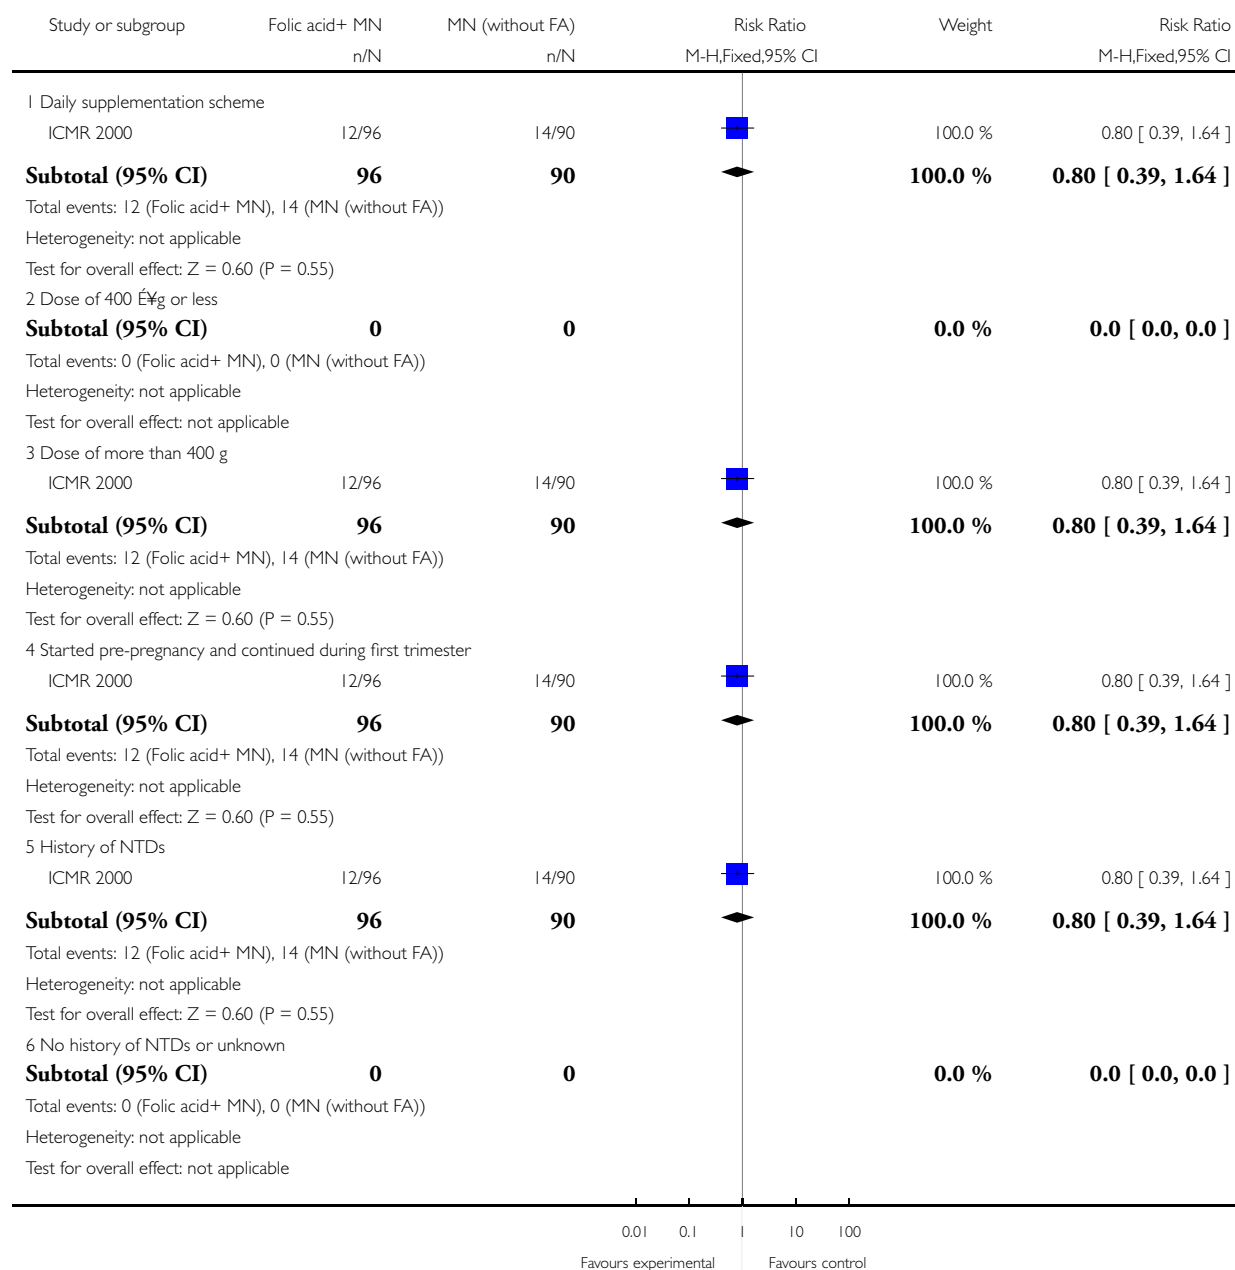 Study or subgroup Folic acid+ MN MN (without FA) Risk Ratio Weight Risk Ratio
n/N n/N M-H,Fixed,95% CI M-H,Fixed,95% CI
1 Daily supplementation scheme
ICMR 2000 12/96 14/90 100.0 % 0.80 [ 0.39, 1.64 ]
Subtotal (95% CI) 96 90 100.0 % 0.80 [ 0.39, 1.64 ]
Total events: 12 (Folic acid+ MN), 14 (MN (without FA))
Heterogeneity: not applicable
Test for overall effect: Z = 0.60 (P = 0.55)
2 Dose of 400 É¥g or less
Subtotal (95% CI) 0 0 0.0 % 0.0 [ 0.0, 0.0 ]
Total events: 0 (Folic acid+ MN), 0 (MN (without FA))
Heterogeneity: not applicable
Test for overall effect: not applicable
3 Dose of more than 400 g
ICMR 2000 12/96 14/90 100.0 % 0.80 [ 0.39, 1.64 ]
Subtotal (95% CI) 96 90 100.0 % 0.80 [ 0.39, 1.64 ]
Total events: 12 (Folic acid+ MN), 14 (MN (without FA))
Heterogeneity: not applicable
Test for overall effect: Z = 0.60 (P = 0.55)
4 Started pre-pregnancy and continued during first trimester
ICMR 2000 12/96 14/90 100.0 % 0.80 [ 0.39, 1.64 ]
Subtotal (95% CI) 96 90 100.0 % 0.80 [ 0.39, 1.64 ]
Total events: 12 (Folic acid+ MN), 14 (MN (without FA))
Heterogeneity: not applicable
Test for overall effect: Z = 0.60 (P = 0.55)
5 History of NTDs
ICMR 2000 12/96 14/90 100.0 % 0.80 [ 0.39, 1.64 ]
Subtotal (95% CI) 96 90 100.0 % 0.80 [ 0.39, 1.64 ]
Total events: 12 (Folic acid+ MN), 14 (MN (without FA))
Heterogeneity: not applicable
Test for overall effect: Z = 0.60 (P = 0.55)
6 No history of NTDs or unknown
Subtotal (95% CI) 0 0 0.0 % 0.0 [ 0.0, 0.0 ]
Total events: 0 (Folic acid+ MN), 0 (MN (without FA))
Heterogeneity: not applicable
Test for overall effect: not applicable
0.01 0.1 1 10 100
Favours experimental Favours control